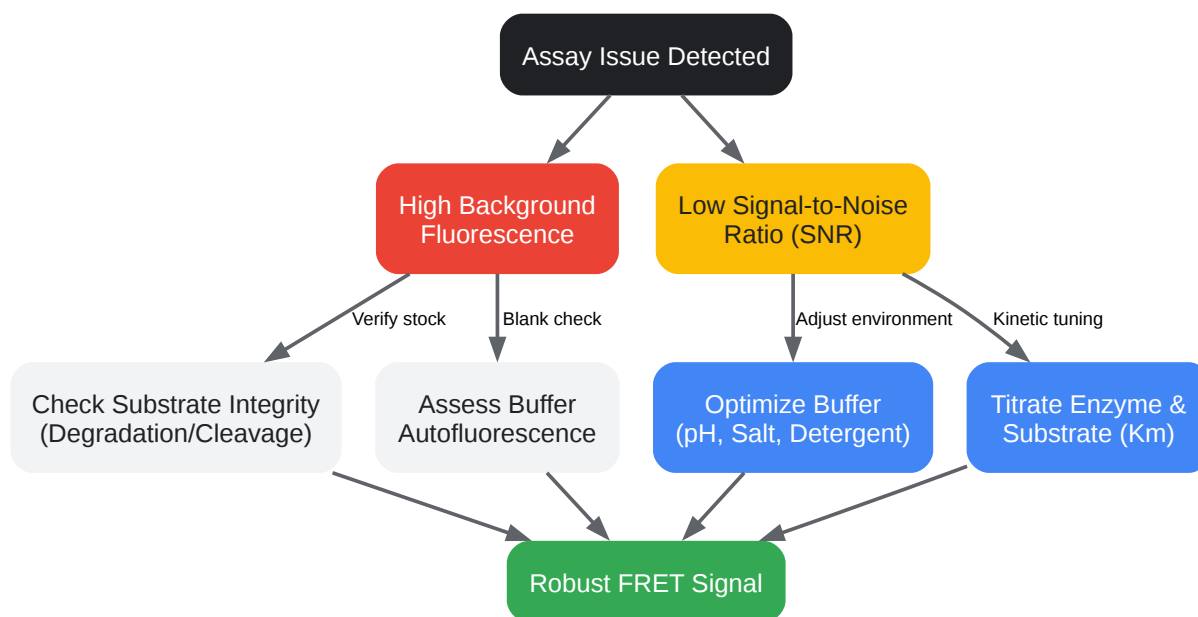 Assay Issue Detected
High Background
Fluorescence
Low Signal-to-Noise
Ratio (SNR)
Verify stock
Blank check
Adjust environment
Kinetic tuning
Check Substrate Integrity
(Degradation/Cleavage)
Assess Buffer
Autofluorescence
Optimize Buffer
(pH, Salt, Detergent)
Titrate Enzyme &
Substrate (Km)
Robust FRET Signal